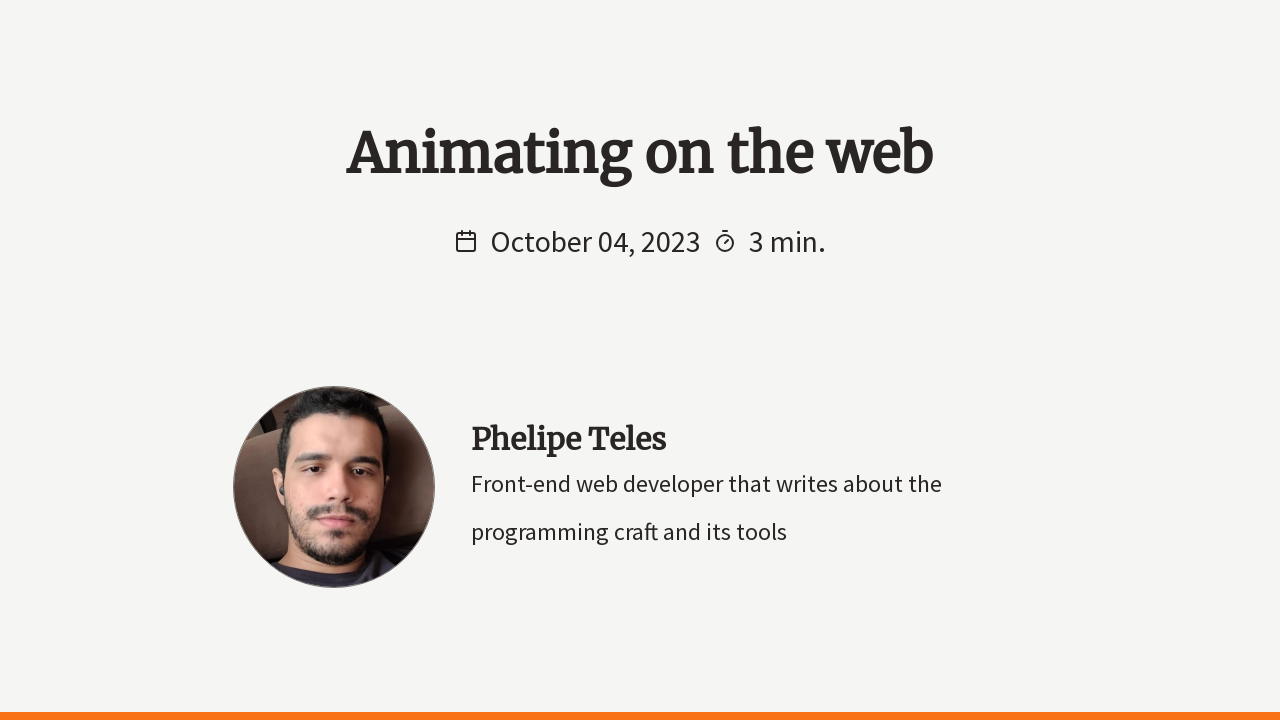 Animating on the web
October 04, 2023 3 min.
Phelipe Teles
Front-end web developer that writes about the
programming craft and its tools